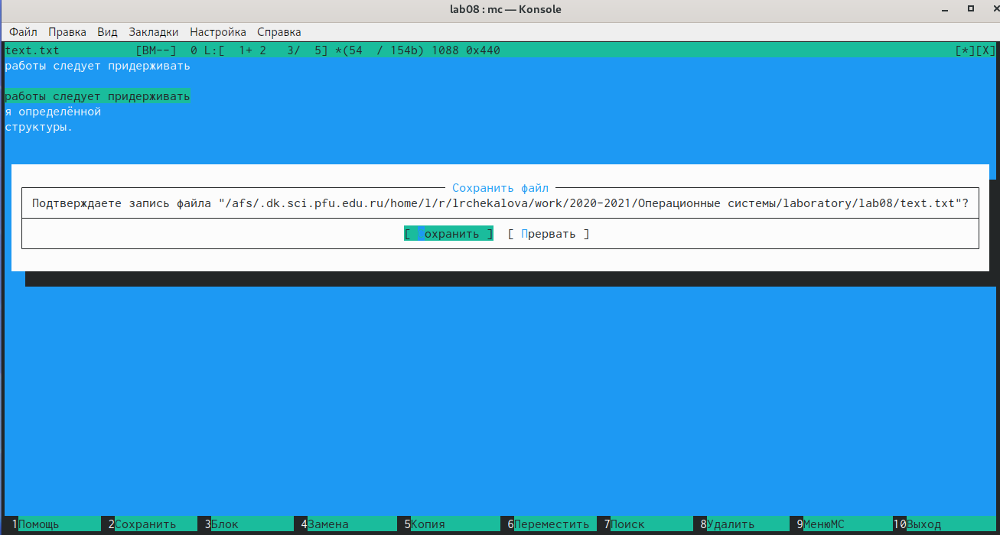 lab08 : mc — Konsole
Файл Правка Вид Закладки Настройка Справка
text.txt [BM--] 0 L:[ 1+ 2 3/ 5] *(54 / 154b) 1088 0x440 [*][X]
работы следует придерживать
работы следует придерживать
я определённой
структуры.
Сохранить файл
Подтверждаете запись файла "/afs/.dk.sci.pfu.edu.ru/home/l/r/lrchekalova/work/2020-2021/Операционные системы/laboratory/lab08/text.txt"?
[ Сохранить ] [ Прервать ]
1Помощь 2Сохранить 3Блок 4Замена 5Копия 6Переместить 7Поиск 8Удалить 9МенюMC 10Выход